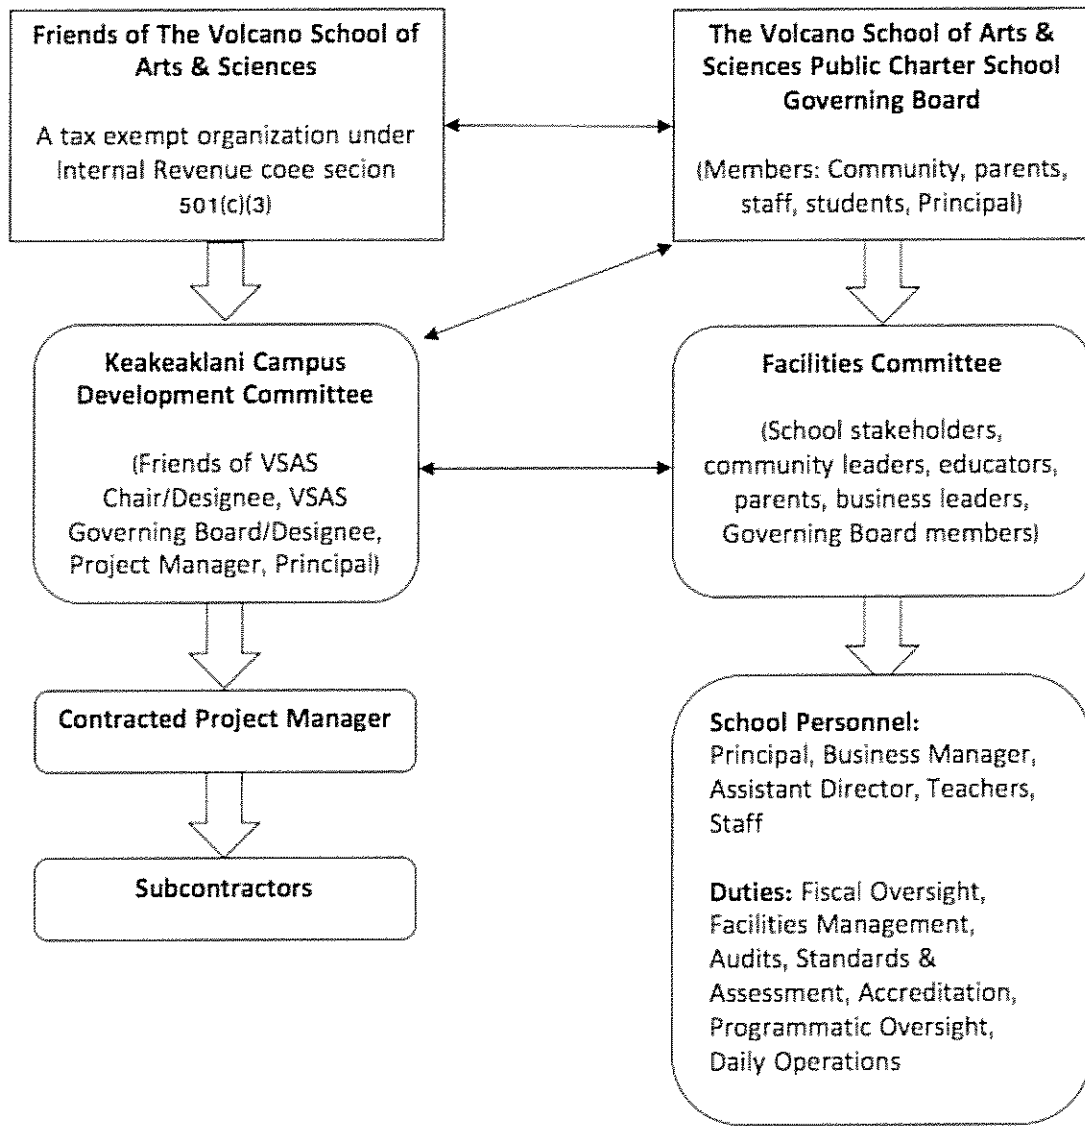 Friends of The Volcano School of
Arts & Sciences
A tax exempt organization under
Internal Revenue coee secion
501(c)(3)
The Volcano School of Arts &
Sciences Public Charter School
Governing Board
(Members: Community, parents,
staff, students, Principal)
Keakeaklani Campus
Development Committee
(Friends of VSAS
Chair/Designee, VSAS
Governing Board/Designee,
Project Manager, Principal)
Facilities Committee
(School stakeholders,
community leaders, educators,
parents, business leaders,
Governing Board members)
Contracted Project Manager
Subcontractors
School Personnel:
Principal, Business Manager,
Assistant Director, Teachers,
Staff
Duties: Fiscal Oversight,
Facilities Management,
Audits, Standards &
Assessment, Accreditation,
Programmatic Oversight,
Daily Operations